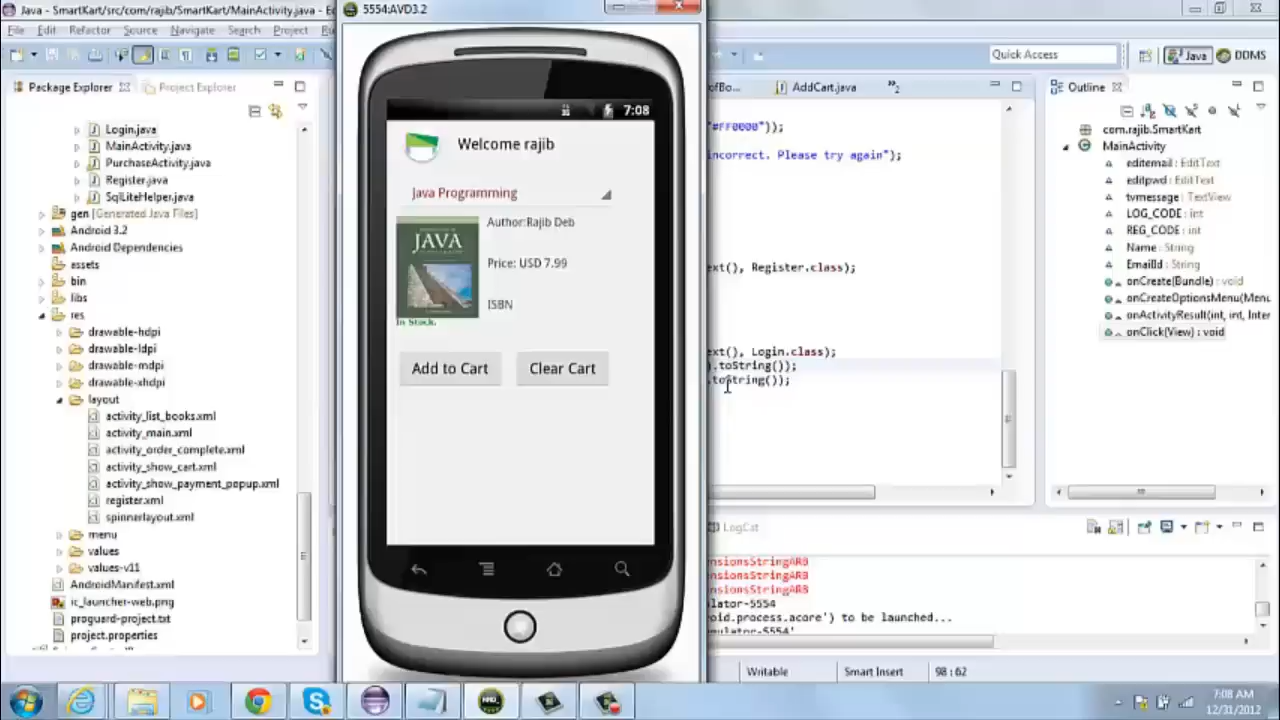 Java - SmartKart/src/com/rajib/SmartKart/MainActivity.java - Ec
5554:AVD3.2
File Edit Refactor Source Navigate Search Project
Quick Access
Java
DDMS
Package Explorer
Project Explorer
Login.java
MainActivity.java
PurchaseActivity.java
Register.java
SqlLiteHelper.java
gen [Generated Java Files]
Android 3.2
Android Dependencies
assets
bin
libs
res
drawable-hdpi
drawable-ldpi
drawable-mdpi
drawable-xhdpi
layout
activity_list_books.xml
activity_main.xml
activity_order_complete.xml
activity_show_cart.xml
activity_show_payment_popup.xml
register.xml
spinnerlayout.xml
menu
values
values-v11
AndroidManifest.xml
ic_launcher-web.png
proguard-project.txt
project.properties
7:08
Welcome rajib
Java Programming
JAVA
Author:Rajib Deb
Price: USD 7.99
ISBN
In Stock.
Add to Cart
Clear Cart
ofBo...
AddCart.java
"#FF0000"));
incorrect. Please try again");
ext(), Register.class);
ext(), Login.class);
).toString());
.toString());
Outline
com.rajib.SmartKart
MainActivity
editemail : EditText
editpwd : EditText
tvmessage : TextView
LOG_CODE : int
REG_CODE : int
Name : String
EmailId : String
onCreate(Bundle) : void
onCreateOptionsMenu(Menu
onActivityResult(int, int, Inter
onClick(View) : void
LogCat
ensionsStringARB
ensionsStringARB
ensionsStringARB
ulator-5554
oid.process.acore') to be launched...
mulator-5554'
Writable
Smart Insert
98 : 62
7:08 AM
12/31/2012